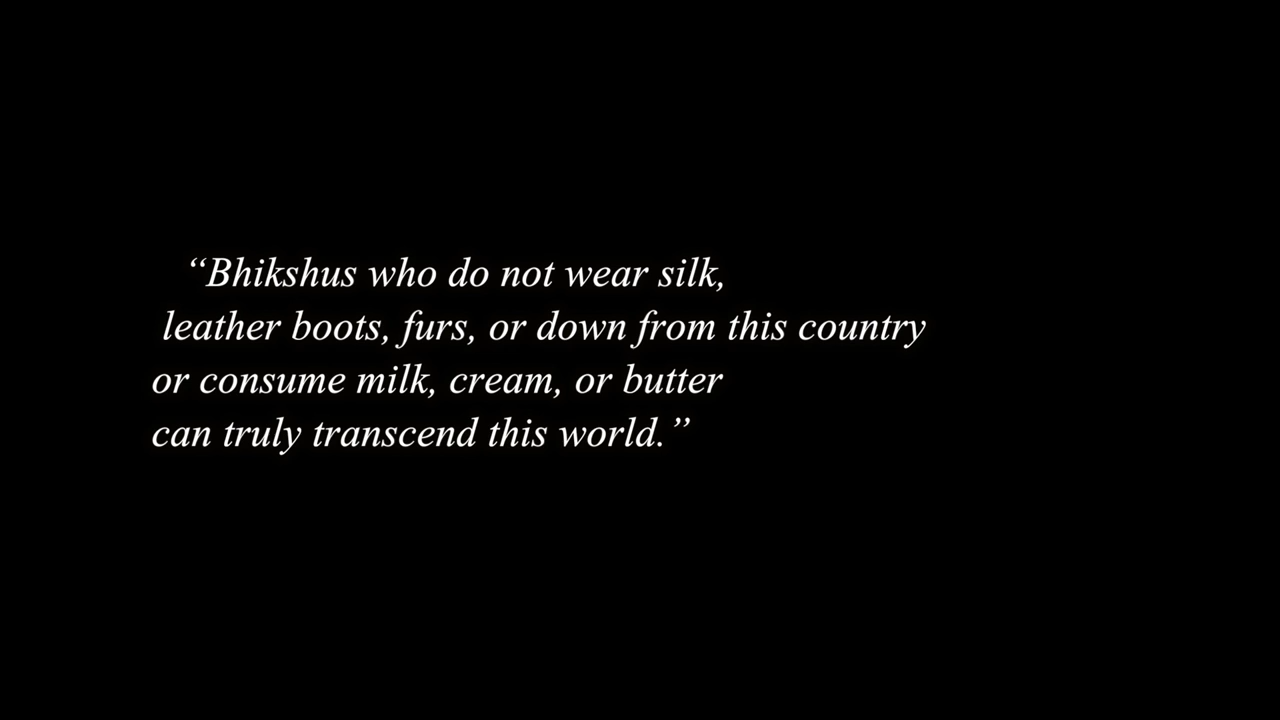 “Bhikshus who do not wear silk,
leather boots, furs, or down from this country
or consume milk, cream, or butter
can truly transcend this world.”